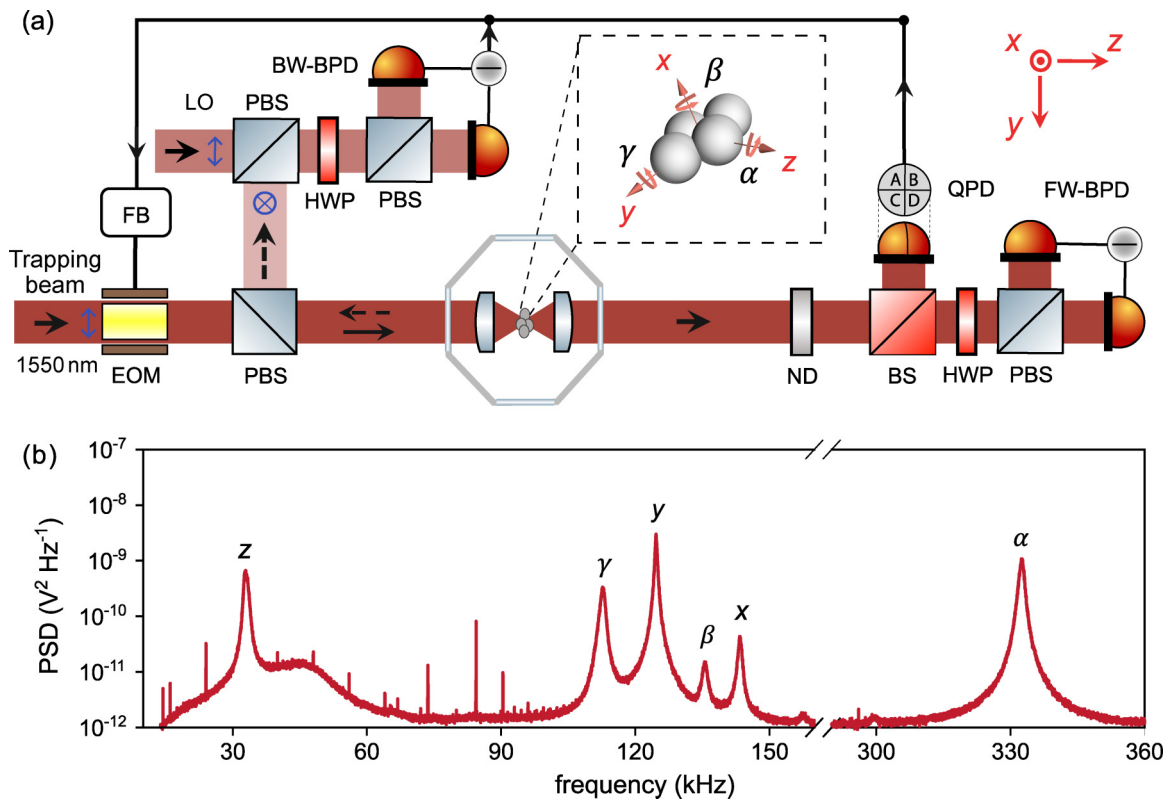 (a)
BW-BPD
LO
PBS
HWP
PBS
FB
Trapping
beam
1550 nm
EOM
PBS
x
β
γ
α
z
y
A B
C D
QPD
FW-BPD
x
z
y
ND
BS
HWP
PBS
(b)
PSD (V² Hz⁻¹)
10⁻⁷
10⁻⁸
10⁻⁹
10⁻¹⁰
10⁻¹¹
10⁻¹²
z
γ
y
β
x
α
30 60 90 120 150 300 330 360
frequency (kHz)